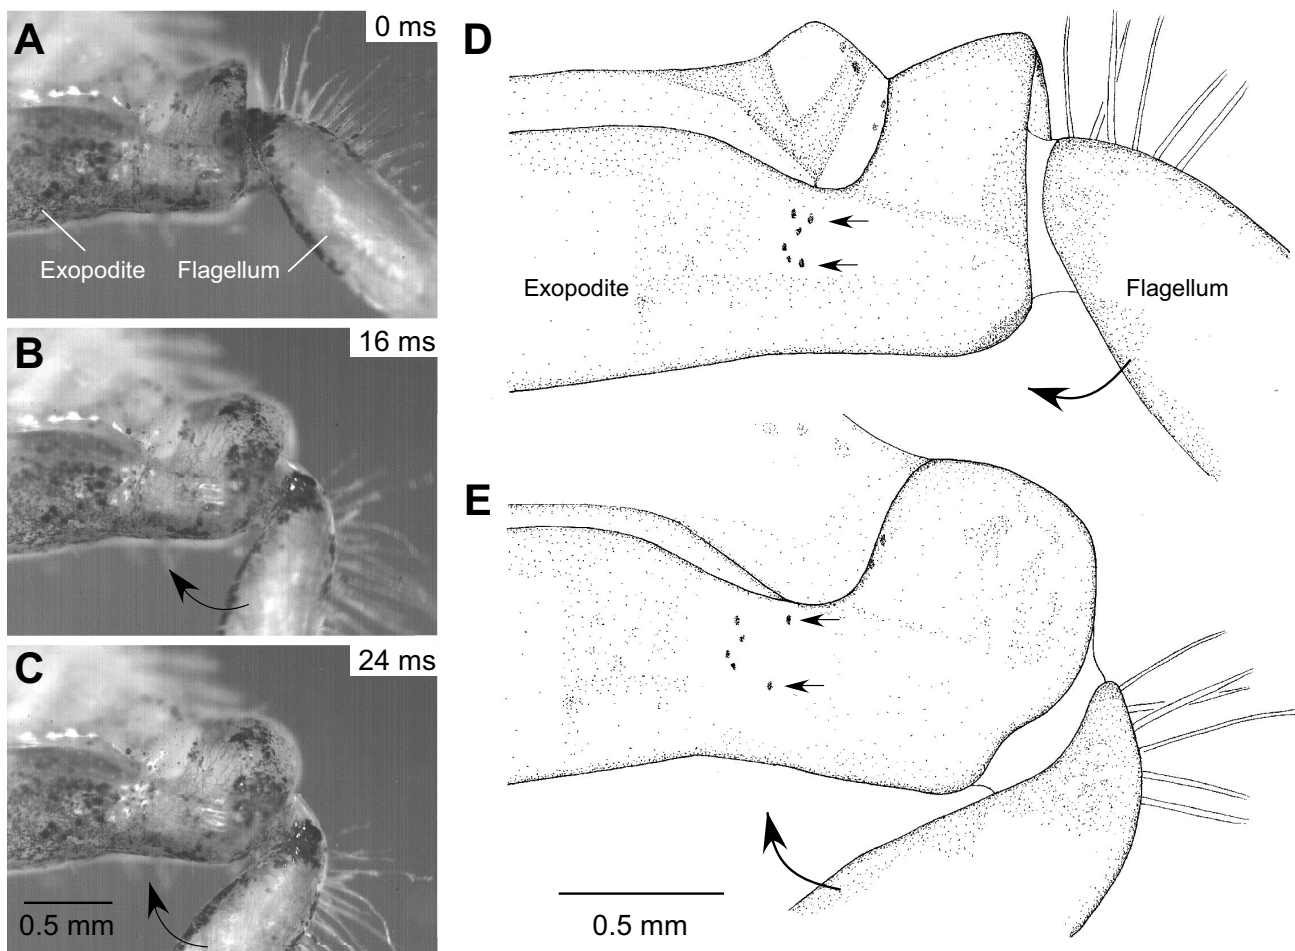 A
0 ms
Exopodite
Flagellum
B
16 ms
C
24 ms
0.5 mm
D
Exopodite
Flagellum
E
0.5 mm